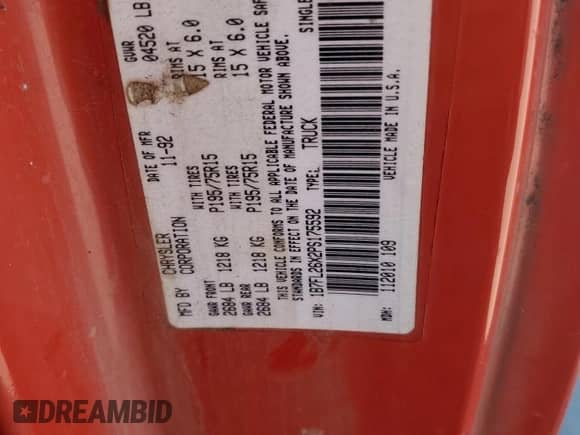 MFD BY CHRYSLER CORPORATION
DATE OF MFR 11-92
GVWR 04520 LB
GAWR FRONT WITH TIRES RIMS AT
2684 LB 1218 KG P195/75R15 15 X 6.0
GAWR REAR WITH TIRES RIMS AT
2684 LB 1218 KG P195/75R15 15 X 6.0
THIS VEHICLE CONFORMS TO ALL APPLICABLE FEDERAL MOTOR VEHICLE SAF
STANDARDS IN EFFECT ON THE DATE OF MANUFACTURE SHOWN ABOVE.
VIN: 1B7FL26X2PS175592 TYPE: TRUCK SINGLE
MDH: 112010 109 VEHICLE MADE IN U.S.A.
DREAMBID